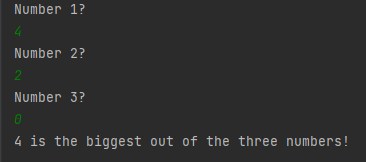 Number 1?
4
Number 2?
2
Number 3?
0
4 is the biggest out of the three numbers!